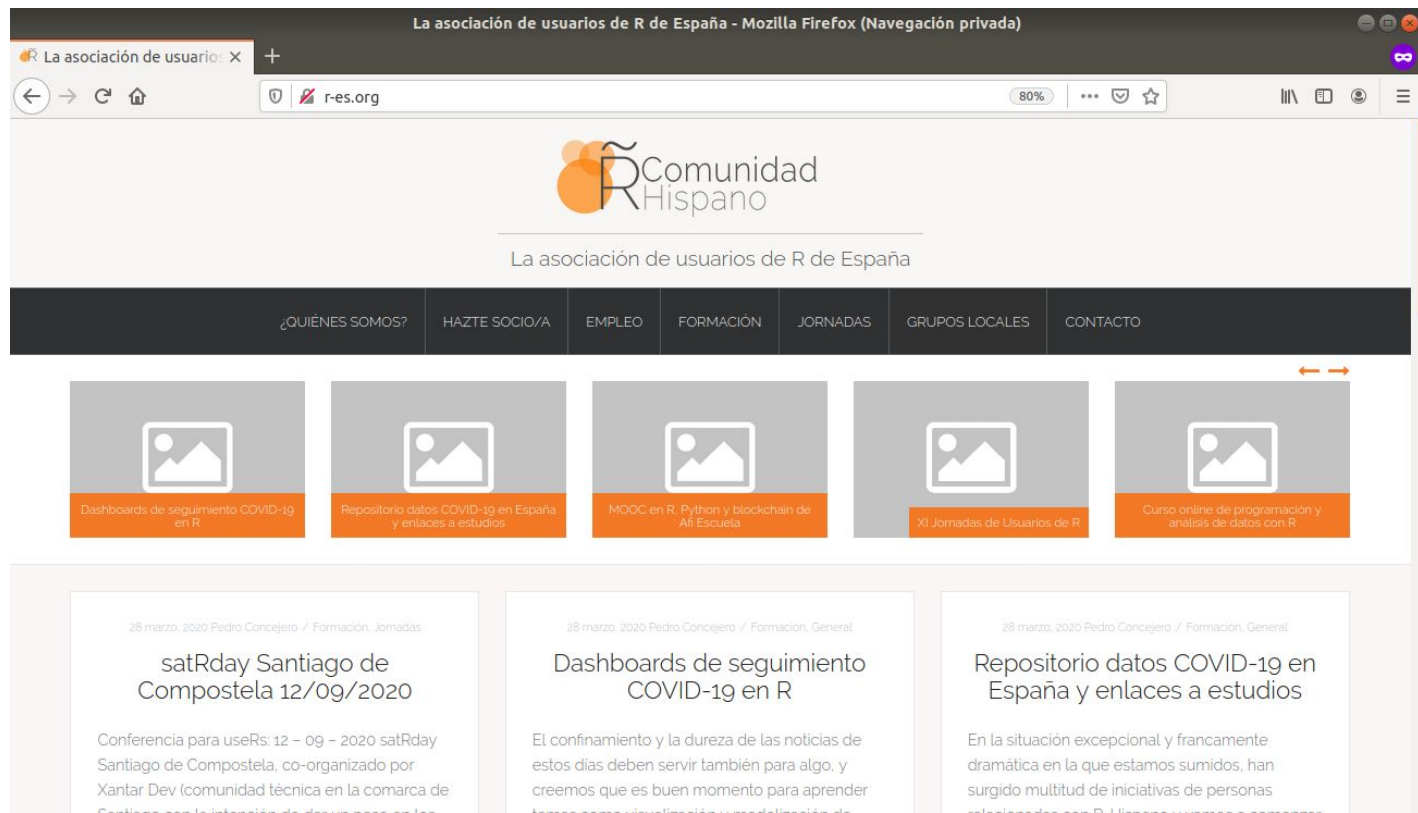 La asociación de usuarios de R de España - Mozilla Firefox (Navegación privada)
La asociación de usuarios
r-es.org
80%
R̃ Comunidad
Hispano
La asociación de usuarios de R de España
¿QUIÉNES SOMOS? HAZTE SOCIO/A EMPLEO FORMACIÓN JORNADAS GRUPOS LOCALES CONTACTO
Dashboards de seguimiento COVID-19
en R
Repositorio datos COVID-19 en España
y enlaces a estudios
MOOC en R, Python y blockchain de
Afi Escuela
XI Jornadas de Usuarios de R
Curso online de programación y
análisis de datos con R
28 marzo, 2020 Pedro Concejero / Formación, Jornadas
satRday Santiago de
Compostela 12/09/2020
Conferencia para useRs: 12 – 09 – 2020 satRday
Santiago de Compostela, co-organizado por
Xantar Dev (comunidad técnica en la comarca de
28 marzo, 2020 Pedro Concejero / Formación, General
Dashboards de seguimiento
COVID-19 en R
El confinamiento y la dureza de las noticias de
estos días deben servir también para algo, y
creemos que es buen momento para aprender
28 marzo, 2020 Pedro Concejero / Formación, General
Repositorio datos COVID-19 en
España y enlaces a estudios
En la situación excepcional y francamente
dramática en la que estamos sumidos, han
surgido multitud de iniciativas de personas